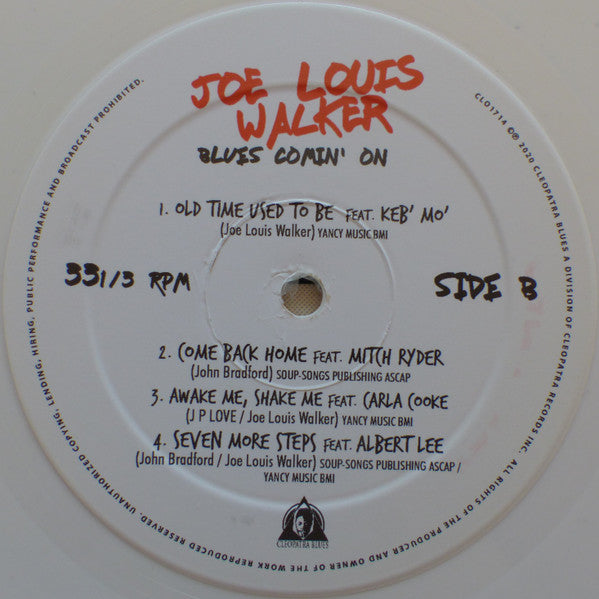 JOE LOUIS
WALKER
BLUES COMIN' ON
1. OLD TIME USED TO BE FEAT. KEB' MO'
(Joe Louis Walker) YANCY MUSIC BMI
33 1/3 RPM
SIDE B
2. COME BACK HOME FEAT. MITCH RYDER
(John Bradford) SOUP-SONGS PUBLISHING ASCAP
3. AWAKE ME, SHAKE ME FEAT. CARLA COOKE
(J P LOVE / Joe Louis Walker) YANCY MUSIC BMI
4. SEVEN MORE STEPS FEAT. ALBERT LEE
(John Bradford / Joe Louis Walker) SOUP-SONGS PUBLISHING ASCAP /
YANCY MUSIC BMI
CLEOPATRA BLUES
CLO1714 ©℗ 2020 CLEOPATRA BLUES A DIVISION OF CLEOPATRA RECORDS INC. ALL RIGHTS OF THE PRODUCER AND OWNER OF THE WORK REPRODUCED RESERVED. UNAUTHORIZED COPYING, LENDING, HIRING, PUBLIC PERFORMANCE AND BROADCAST PROHIBITED.